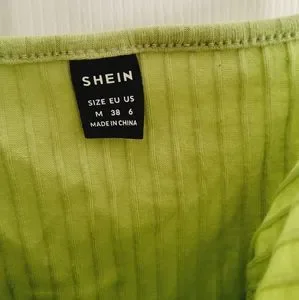 SHEIN
SIZE EU US
M 38 6
MADE IN CHINA